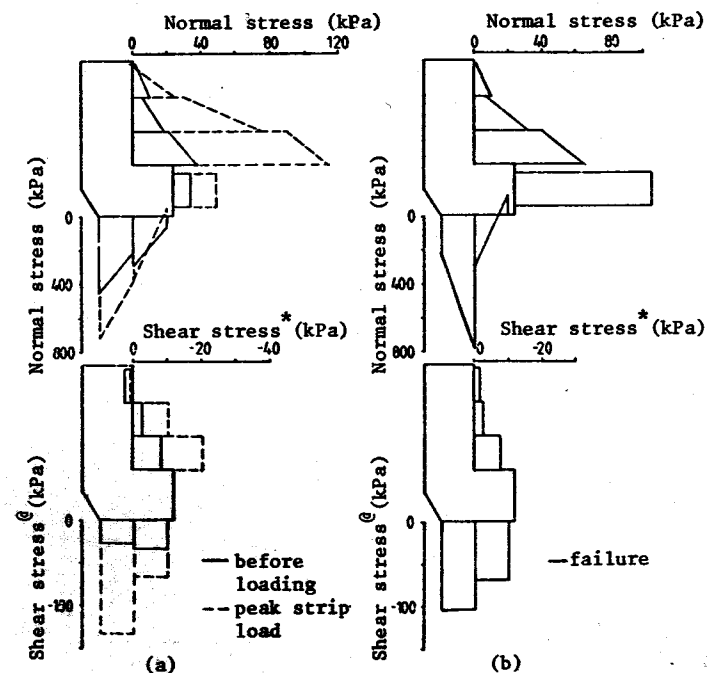 Normal stress (kPa)
0 40 80 120
Normal stress (kPa)
0 40 80
Normal stress (kPa)
0
400
800
Normal stress (kPa)
0
400
800
Shear stress* (kPa)
0 -20 -40
Shear stress* (kPa)
0 -20
Shear stress@ (kPa)
0
-150
Shear stress@ (kPa)
0
-100
before
loading
peak strip
load
failure
(a)
(b)